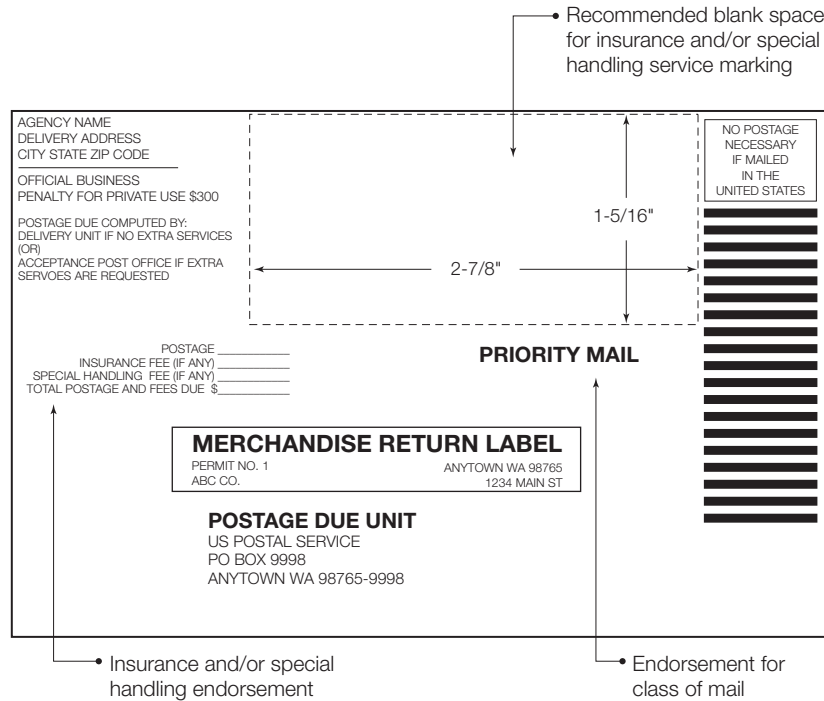 Recommended blank space
for insurance and/or special
handling service marking
AGENCY NAME
DELIVERY ADDRESS
CITY STATE ZIP CODE
OFFICIAL BUSINESS
PENALTY FOR PRIVATE USE $300
POSTAGE DUE COMPUTED BY:
DELIVERY UNIT IF NO EXTRA SERVICES
(OR)
ACCEPTANCE POST OFFICE IF EXTRA
SERVOES ARE REQUESTED
1-5/16"
2-7/8"
NO POSTAGE
NECESSARY
IF MAILED
IN THE
UNITED STATES
POSTAGE ____________
INSURANCE FEE (IF ANY) ____________
SPECIAL HANDLING FEE (IF ANY) ____________
TOTAL POSTAGE AND FEES DUE $____________
PRIORITY MAIL
MERCHANDISE RETURN LABEL
PERMIT NO. 1 ANYTOWN WA 98765
ABC CO. 1234 MAIN ST
POSTAGE DUE UNIT
US POSTAL SERVICE
PO BOX 9998
ANYTOWN WA 98765-9998
Insurance and/or special
handling endorsement
Endorsement for
class of mail